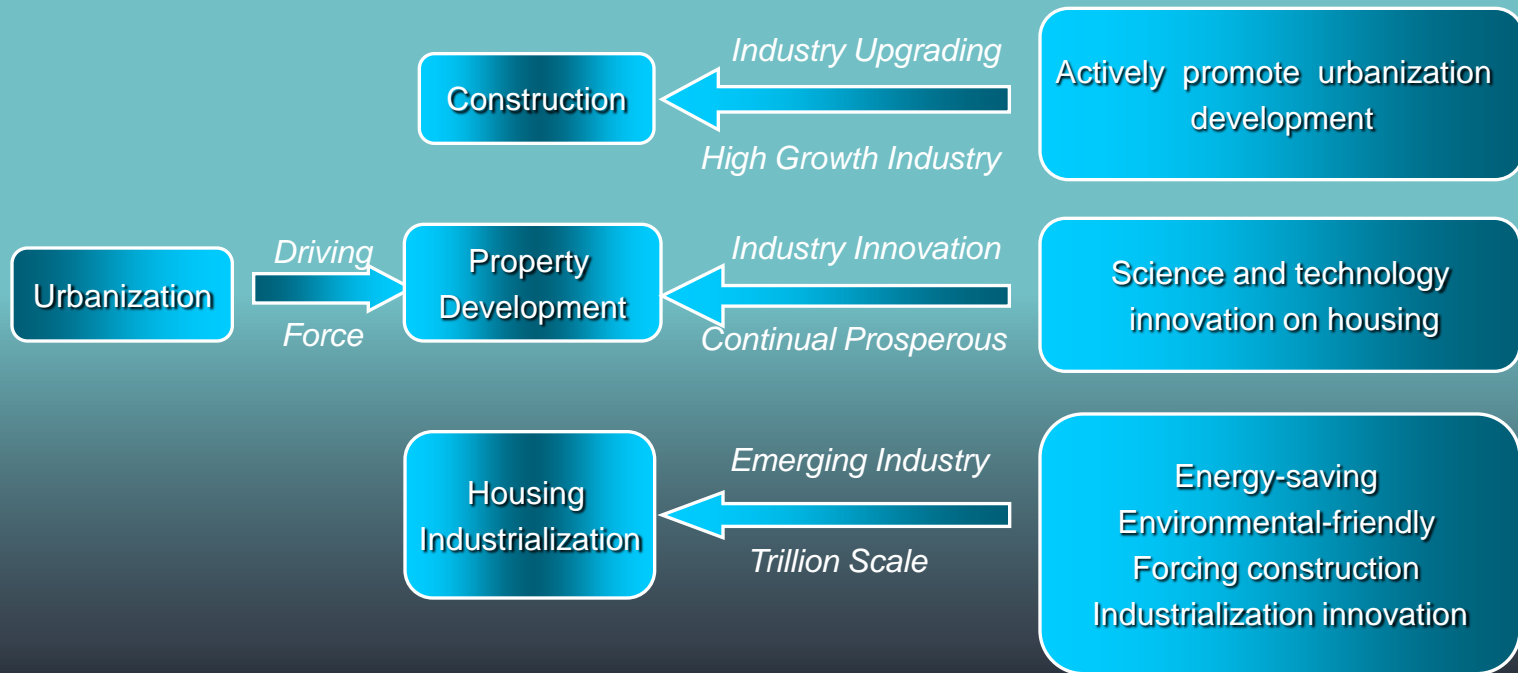 Industry Upgrading
Construction
High Growth Industry
Actively promote urbanization
development
Urbanization
Driving
Force
Property
Development
Industry Innovation
Continual Prosperous
Science and technology
innovation on housing
Housing
Industrialization
Emerging Industry
Trillion Scale
Energy-saving
Environmental-friendly
Forcing construction
Industrialization innovation